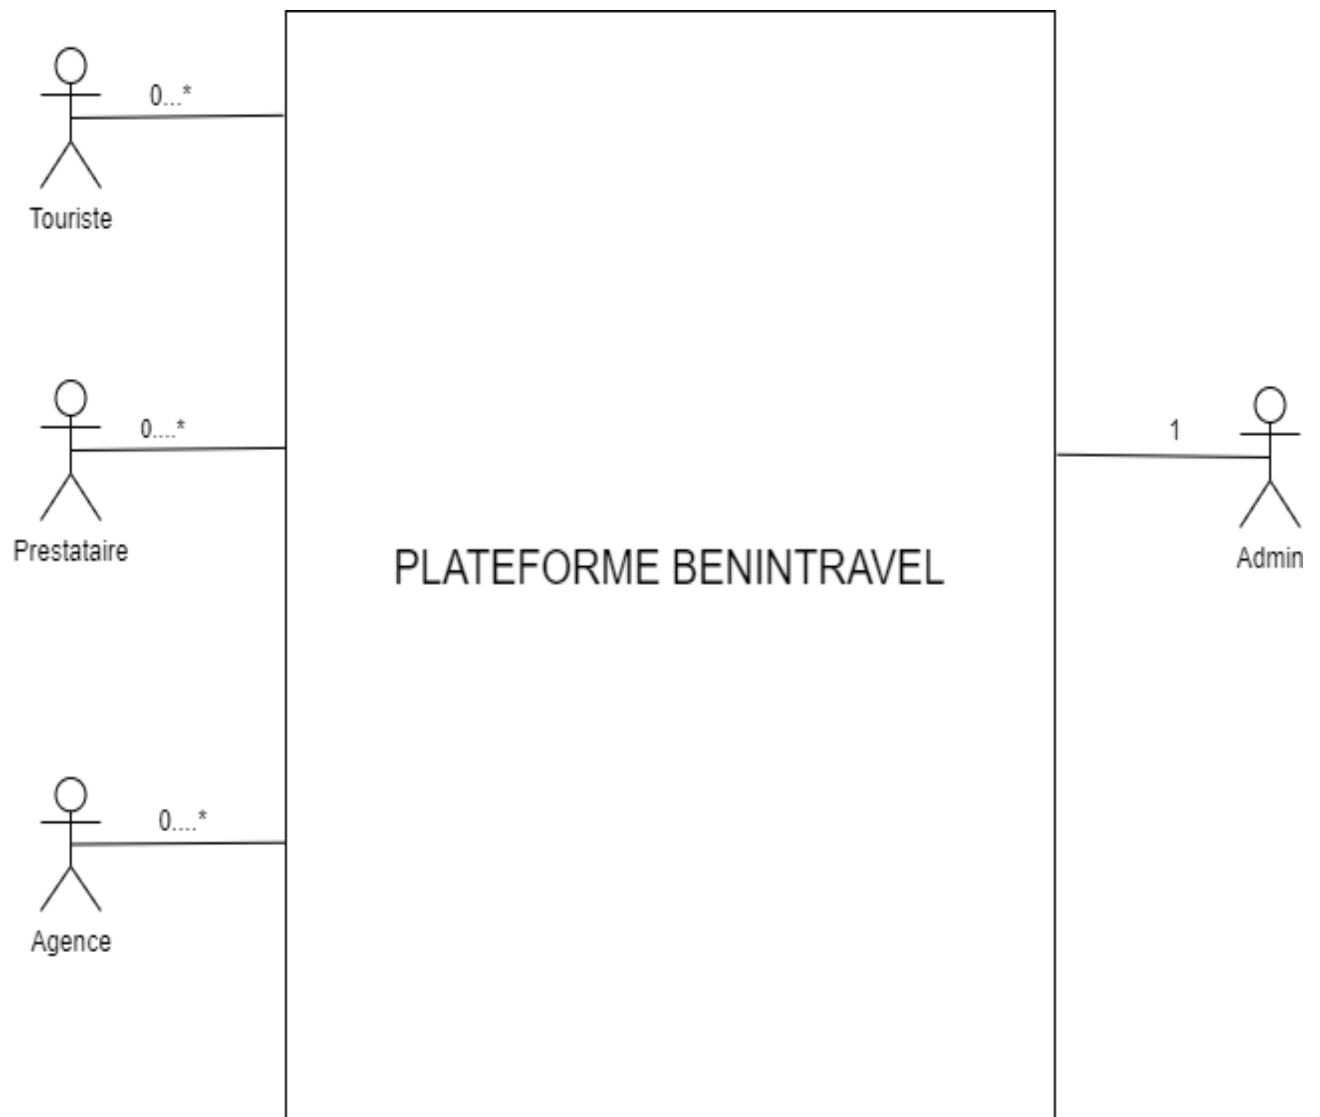 0...*
Touriste
0....*
Prestataire
1
Admin
PLATEFORME BENINTRAVEL
0....*
Agence